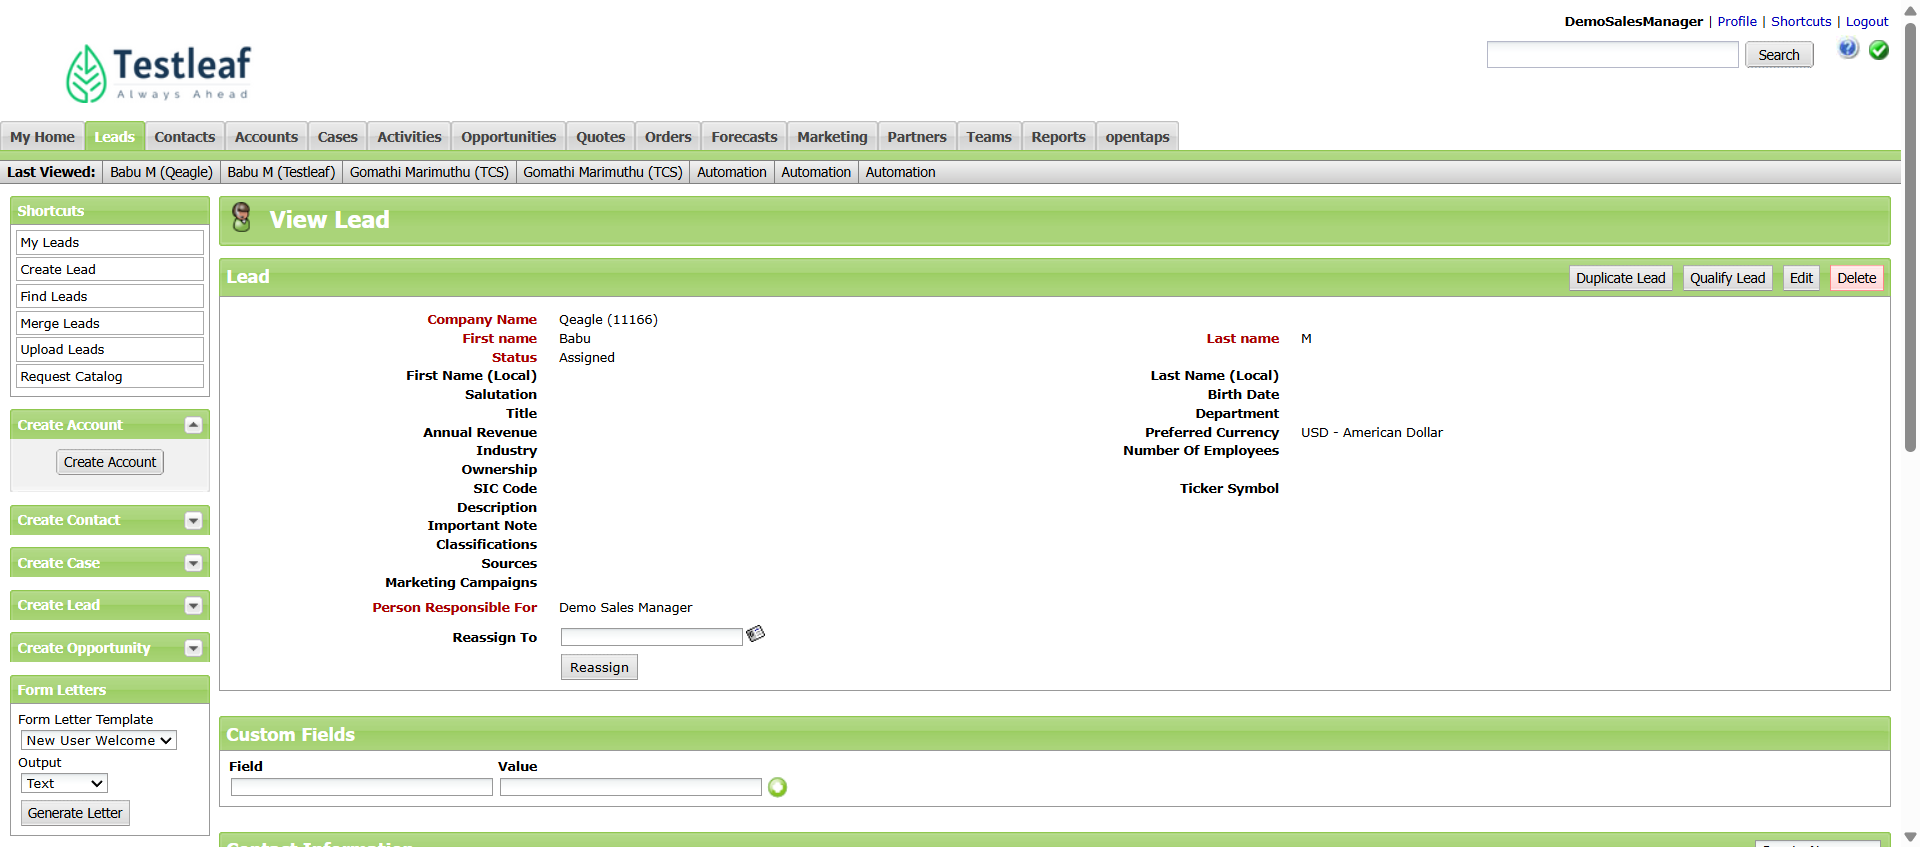 DemoSalesManager | Profile | Shortcuts | Logout
Search
Testleaf
Always Ahead
My Home Leads Contacts Accounts Cases Activities Opportunities Quotes Orders Forecasts Marketing Partners Teams Reports opentaps
Last Viewed: Babu M (Qeagle) Babu M (Testleaf) Gomathi Marimuthu (TCS) Gomathi Marimuthu (TCS) Automation Automation Automation
Shortcuts
My Leads
Create Lead
Find Leads
Merge Leads
Upload Leads
Request Catalog
Create Account
Create Account
Create Contact
Create Case
Create Lead
Create Opportunity
Form Letters
Form Letter Template
New User Welcome
Output
Text
Generate Letter
View Lead
Lead Duplicate Lead Qualify Lead Edit Delete
Company Name Qeagle (11166)
First name Babu Last name M
Status Assigned
First Name (Local) Last Name (Local)
Salutation Birth Date
Title Department
Annual Revenue Preferred Currency USD - American Dollar
Industry Number Of Employees
Ownership
SIC Code Ticker Symbol
Description
Important Note
Classifications
Sources
Marketing Campaigns
Person Responsible For Demo Sales Manager
Reassign To
Reassign
Custom Fields
Field Value
Contact Information